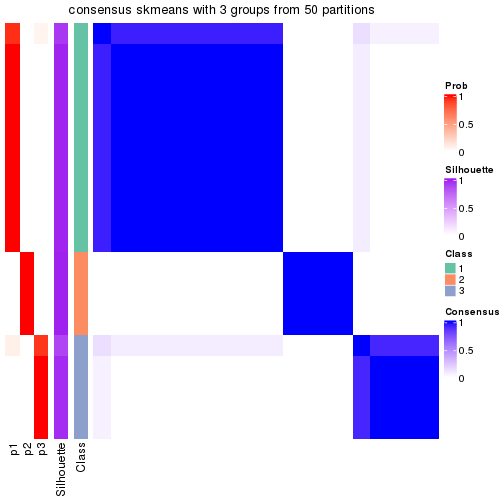 consensus skmeans with 3 groups from 50 partitions
Prob
1
0.5
0
Silhouette
1
0.5
0
Class
1
2
3
Consensus
1
0.5
0
p1
p2
p3
Silhouette
Class